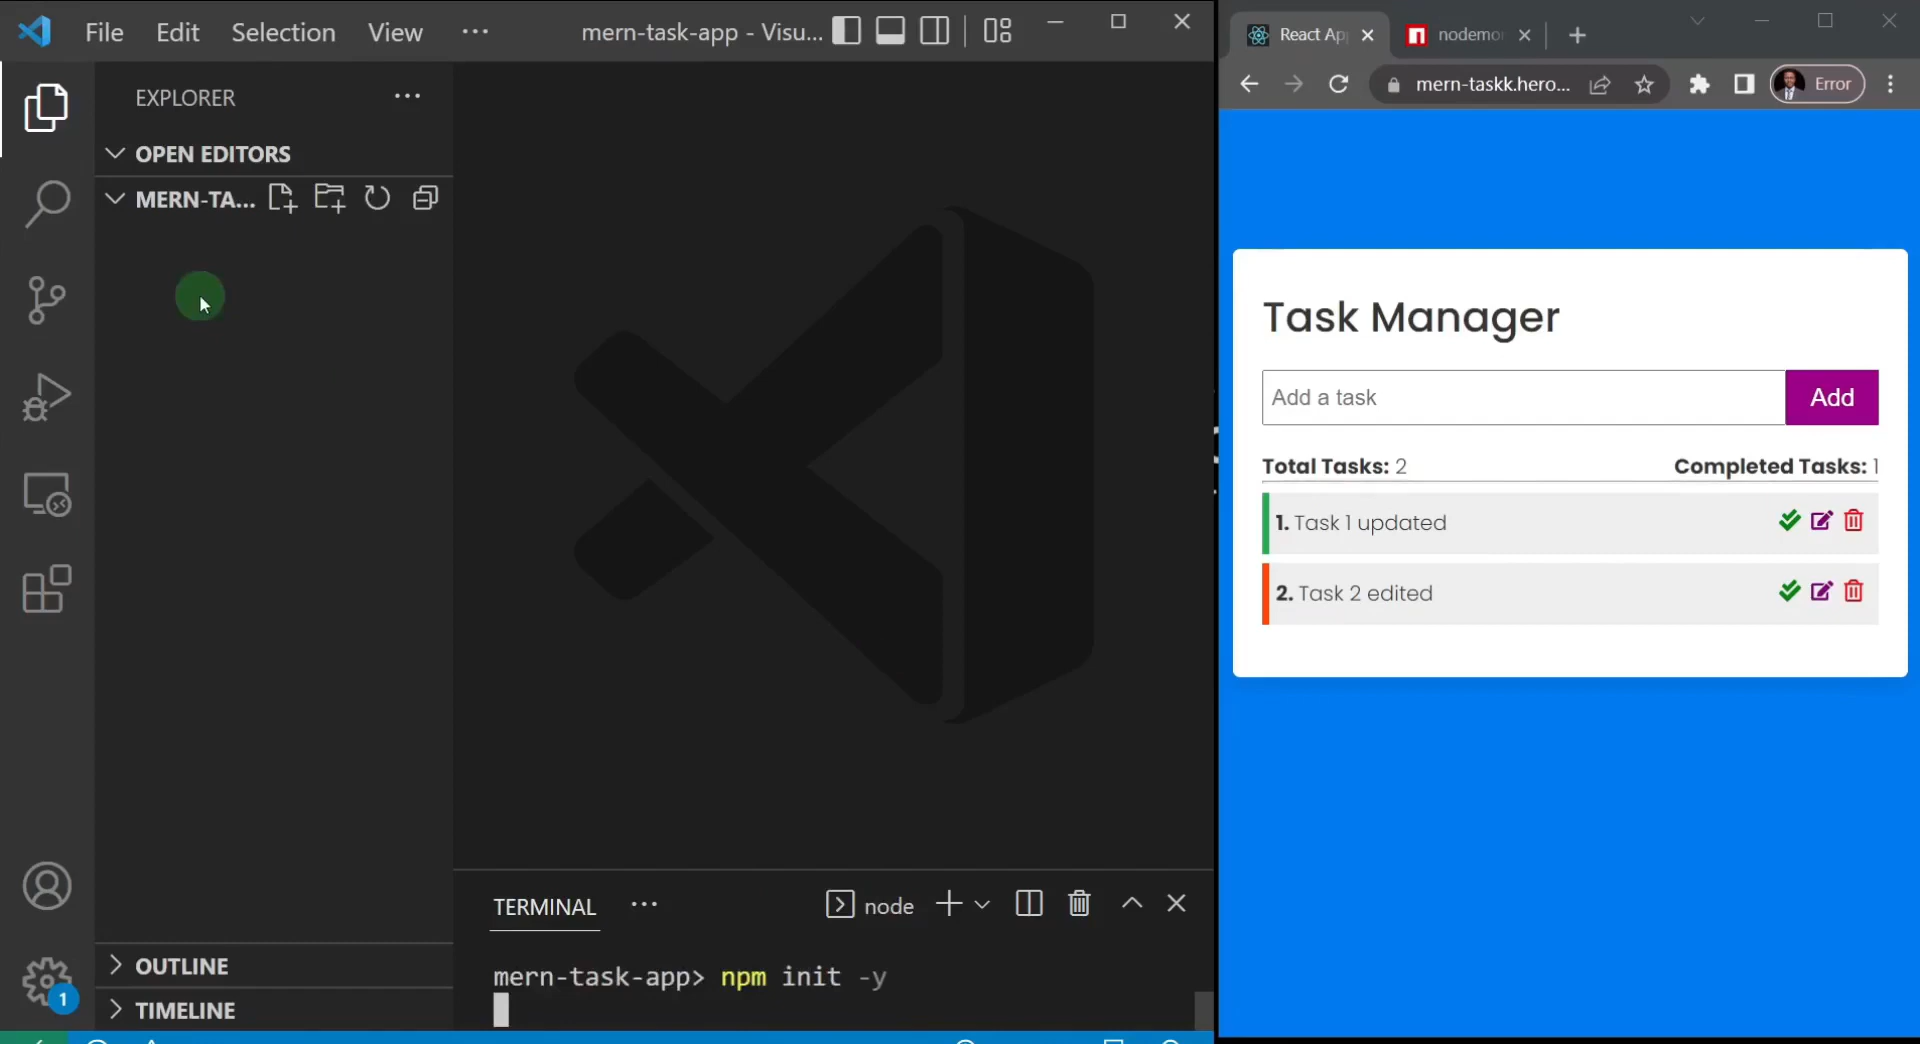 File Edit Selection View ··· mern-task-app - Visu...
EXPLORER ···
OPEN EDITORS
MERN-TA...
OUTLINE
TIMELINE
1
TERMINAL ··· node
mern-task-app> npm init -y
React Ap nodemo
mern-taskk.hero... Error
Task Manager
Add a task Add
Total Tasks: 2 Completed Tasks: 1
1. Task 1 updated
2. Task 2 edited